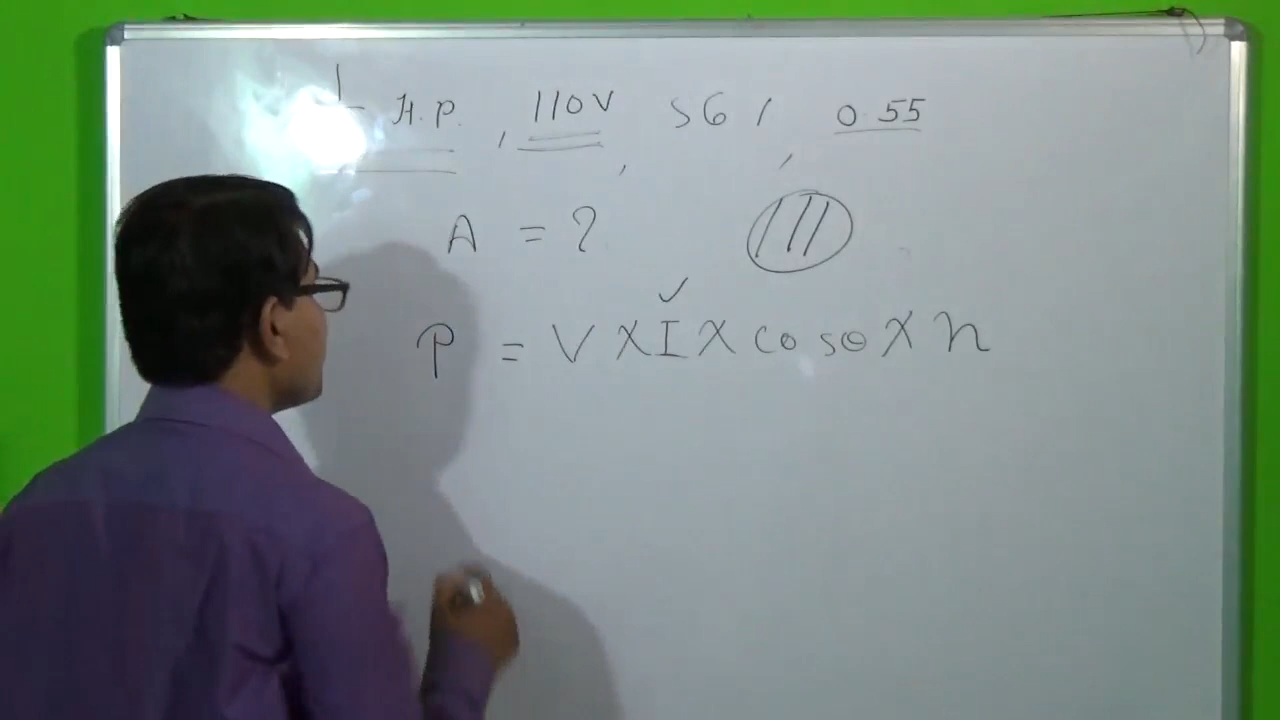 H.P. , 110V , 56 / , 0.55
A = ?
P = V X I X cosθ X n